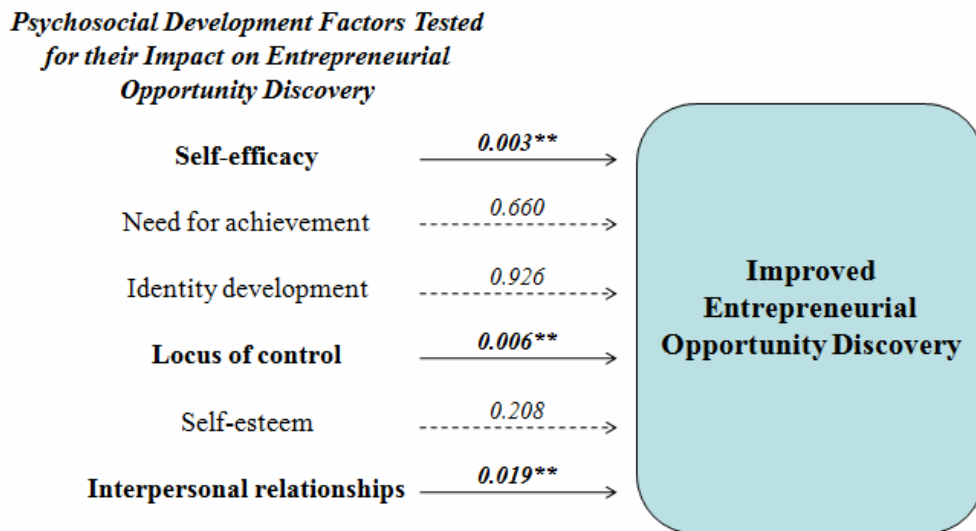 Psychosocial Development Factors Tested
for their Impact on Entrepreneurial
Opportunity Discovery
Self-efficacy
0.003**
Need for achievement
0.660
Identity development
0.926
Locus of control
0.006**
Self-esteem
0.208
Interpersonal relationships
0.019**
Improved
Entrepreneurial
Opportunity Discovery